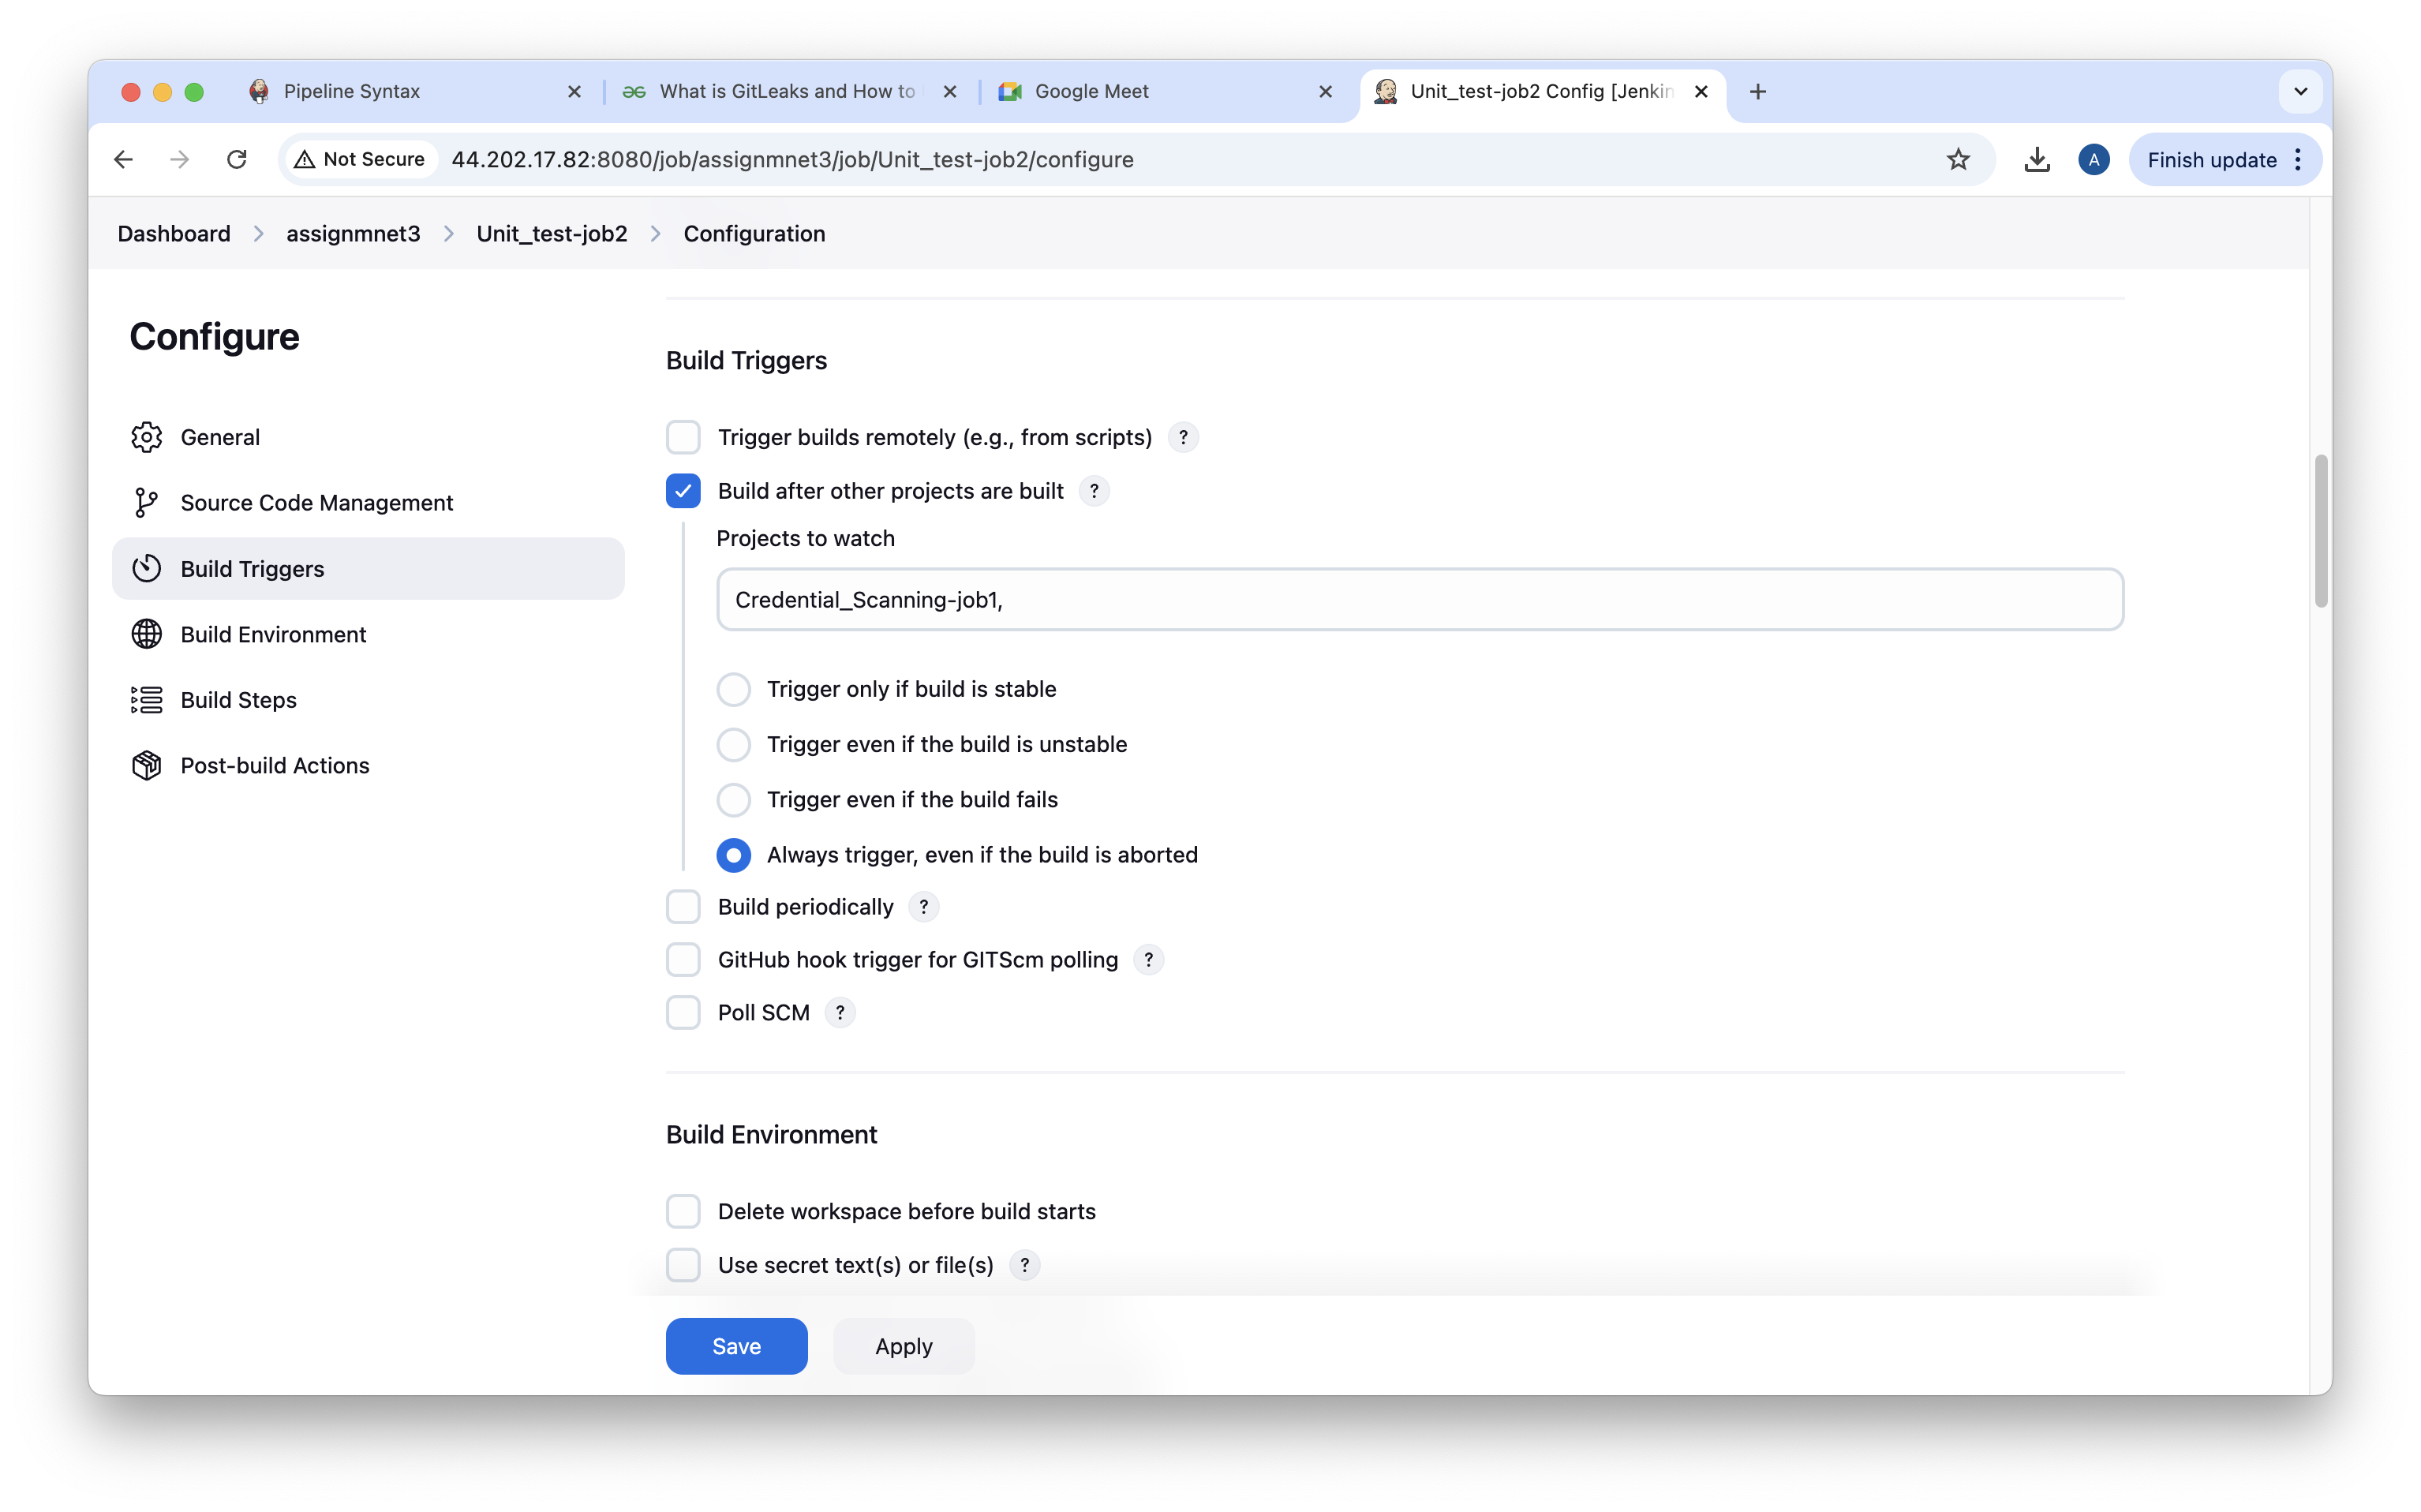 Pipeline Syntax
What is GitLeaks and How to
Google Meet
Unit_test-job2 Config [Jenkin
Not Secure
44.202.17.82:8080/job/assignmnet3/job/Unit_test-job2/configure
A
Finish update
Dashboard
assignmnet3
Unit_test-job2
Configuration
Configure
General
Source Code Management
Build Triggers
Build Environment
Build Steps
Post-build Actions
Build Triggers
Trigger builds remotely (e.g., from scripts) ?
Build after other projects are built ?
Projects to watch
Credential_Scanning-job1,
Trigger only if build is stable
Trigger even if the build is unstable
Trigger even if the build fails
Always trigger, even if the build is aborted
Build periodically ?
GitHub hook trigger for GITScm polling ?
Poll SCM ?
Build Environment
Delete workspace before build starts
Use secret text(s) or file(s) ?
Save
Apply